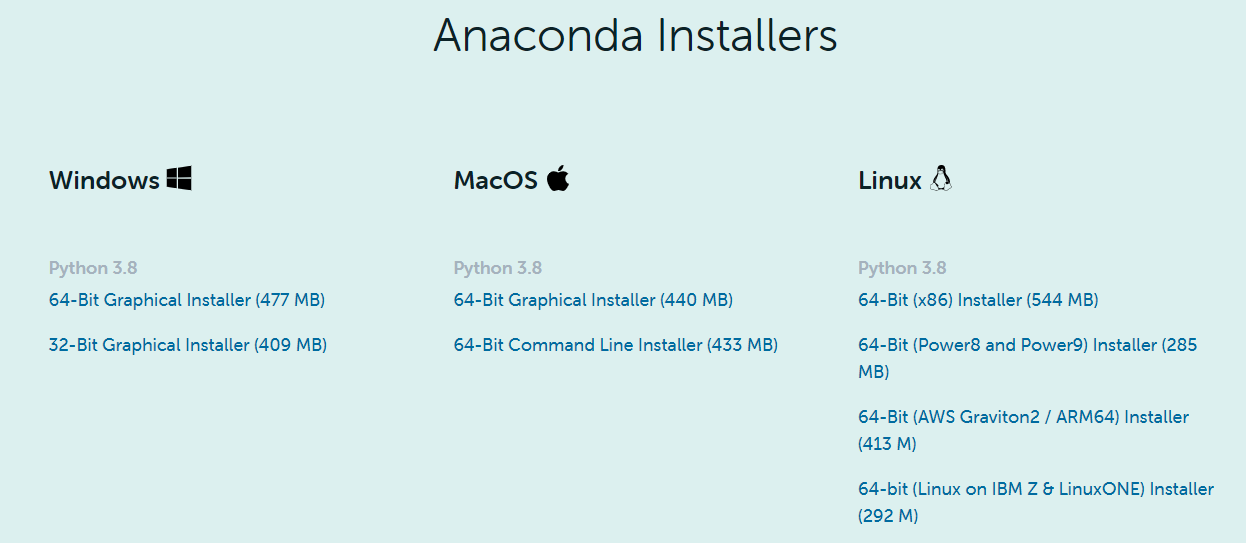 Anaconda Installers
Windows
Python 3.8
64-Bit Graphical Installer (477 MB)
32-Bit Graphical Installer (409 MB)
MacOS
Python 3.8
64-Bit Graphical Installer (440 MB)
64-Bit Command Line Installer (433 MB)
Linux
Python 3.8
64-Bit (x86) Installer (544 MB)
64-Bit (Power8 and Power9) Installer (285
MB)
64-Bit (AWS Graviton2 / ARM64) Installer
(413 M)
64-bit (Linux on IBM Z & LinuxONE) Installer
(292 M)